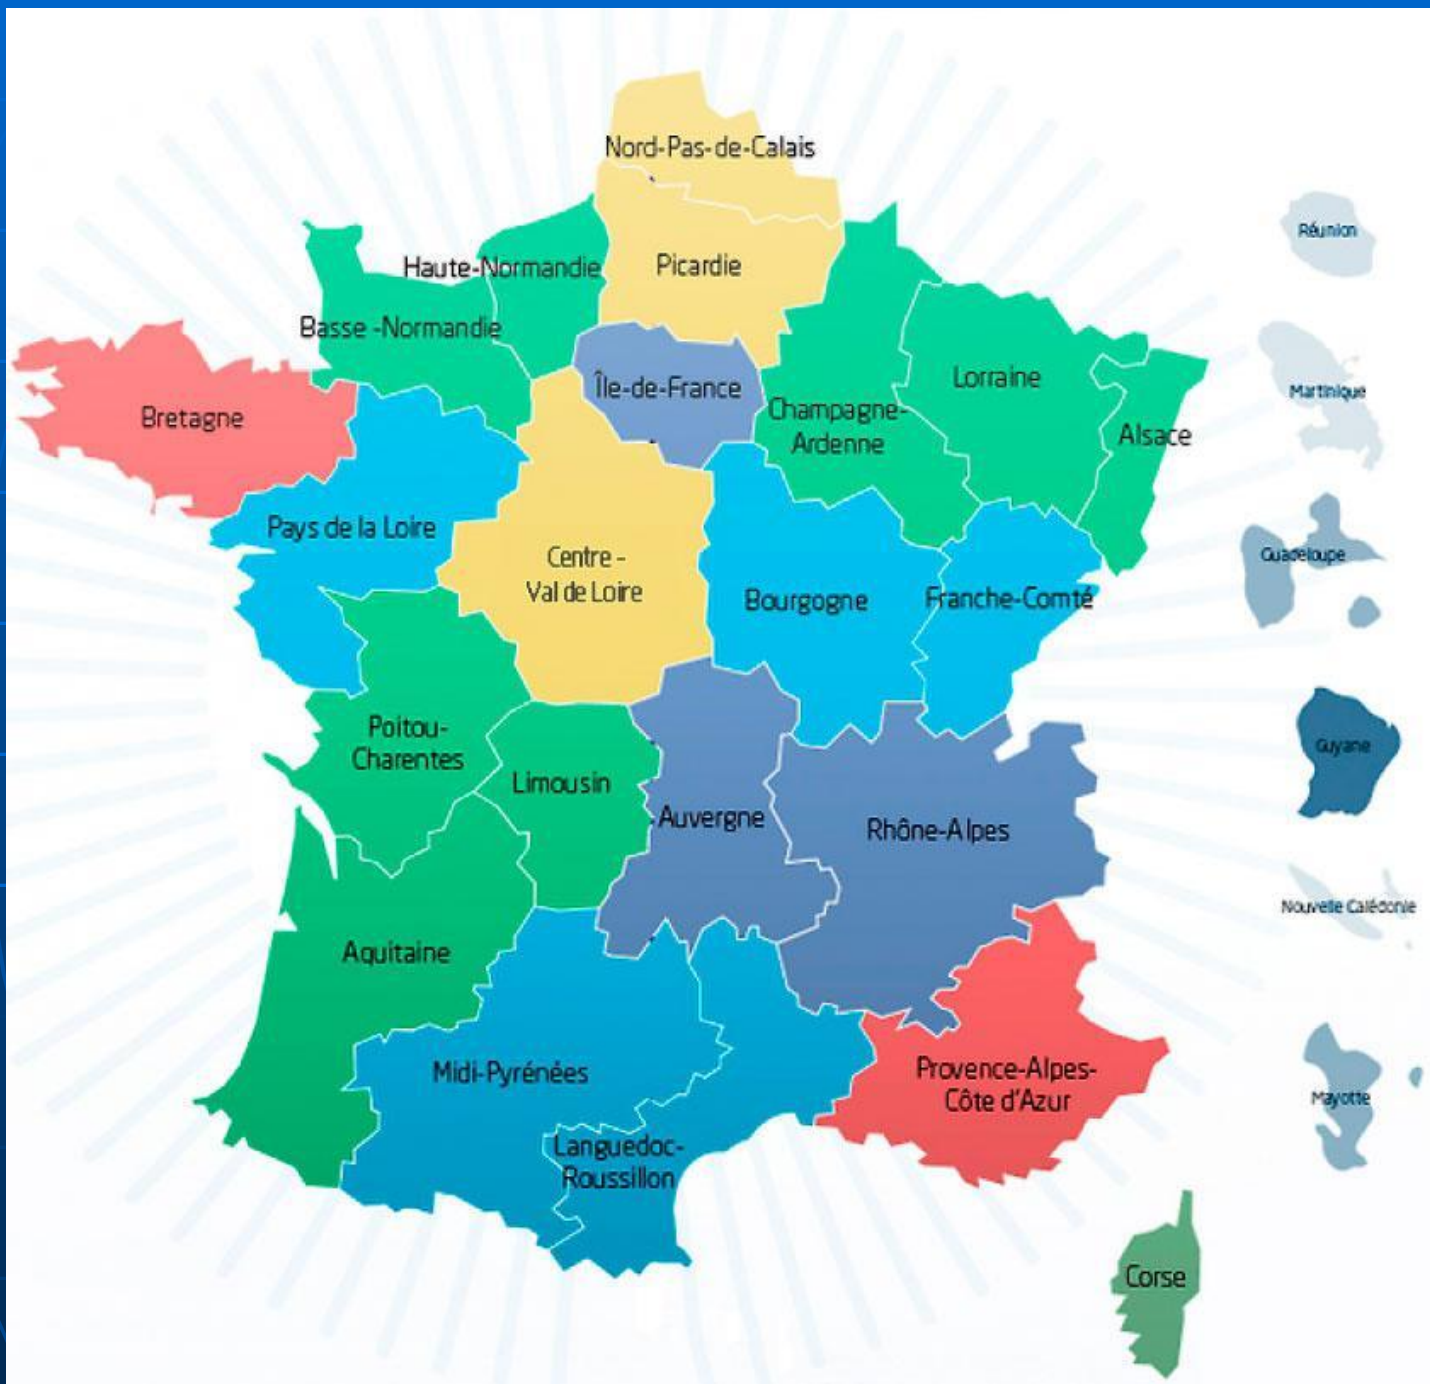 Nord-Pas-de-Calais
Réunion
Haute-Normandie
Picardie
Basse -Normandie
Île-de-France
Lorraine
Martinique
Bretagne
Champagne-
Ardenne
Alsace
Pays de la Loire
Centre -
Val de Loire
Guadeloupe
Bourgogne
Franche-Comté
Poitou-
Charentes
Guyane
Limousin
Auvergne
Rhône-Alpes
Nouvelle Calédonie
Aquitaine
Midi-Pyrénées
Provence-Alpes-
Côte d'Azur
Mayotte
Languedoc-
Roussillon
Corse